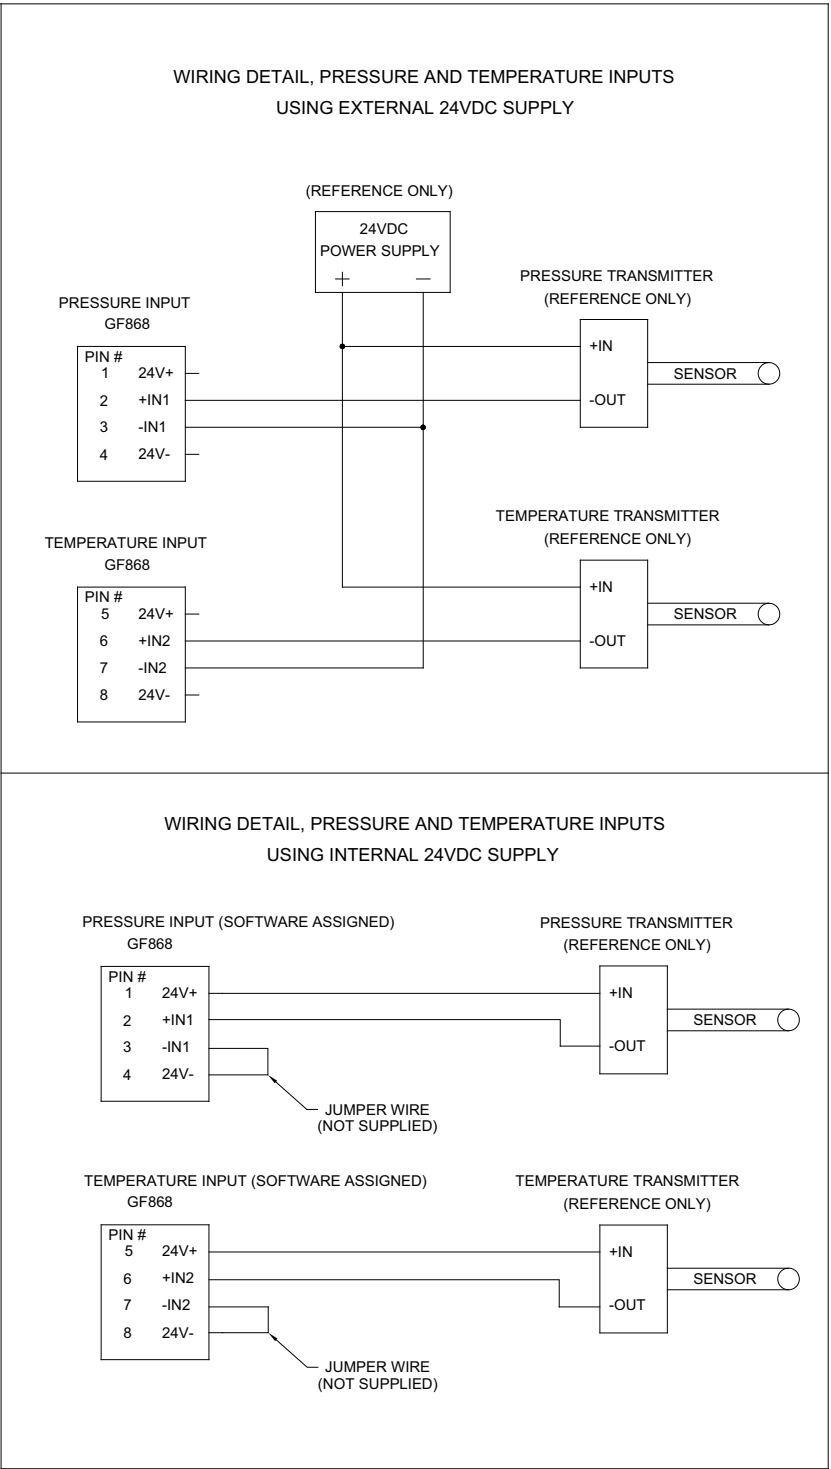 WIRING DETAIL, PRESSURE AND TEMPERATURE INPUTS
USING EXTERNAL 24VDC SUPPLY
(REFERENCE ONLY)
24VDC
POWER SUPPLY
+ −
PRESSURE INPUT
GF868
PIN #
1 24V+
2 +IN1
3 -IN1
4 24V-
PRESSURE TRANSMITTER
(REFERENCE ONLY)
+IN
-OUT
SENSOR
TEMPERATURE INPUT
GF868
PIN #
5 24V+
6 +IN2
7 -IN2
8 24V-
TEMPERATURE TRANSMITTER
(REFERENCE ONLY)
+IN
-OUT
SENSOR
WIRING DETAIL, PRESSURE AND TEMPERATURE INPUTS
USING INTERNAL 24VDC SUPPLY
PRESSURE INPUT (SOFTWARE ASSIGNED)
GF868
PIN #
1 24V+
2 +IN1
3 -IN1
4 24V-
JUMPER WIRE
(NOT SUPPLIED)
PRESSURE TRANSMITTER
(REFERENCE ONLY)
+IN
-OUT
SENSOR
TEMPERATURE INPUT (SOFTWARE ASSIGNED)
GF868
PIN #
5 24V+
6 +IN2
7 -IN2
8 24V-
JUMPER WIRE
(NOT SUPPLIED)
TEMPERATURE TRANSMITTER
(REFERENCE ONLY)
+IN
-OUT
SENSOR